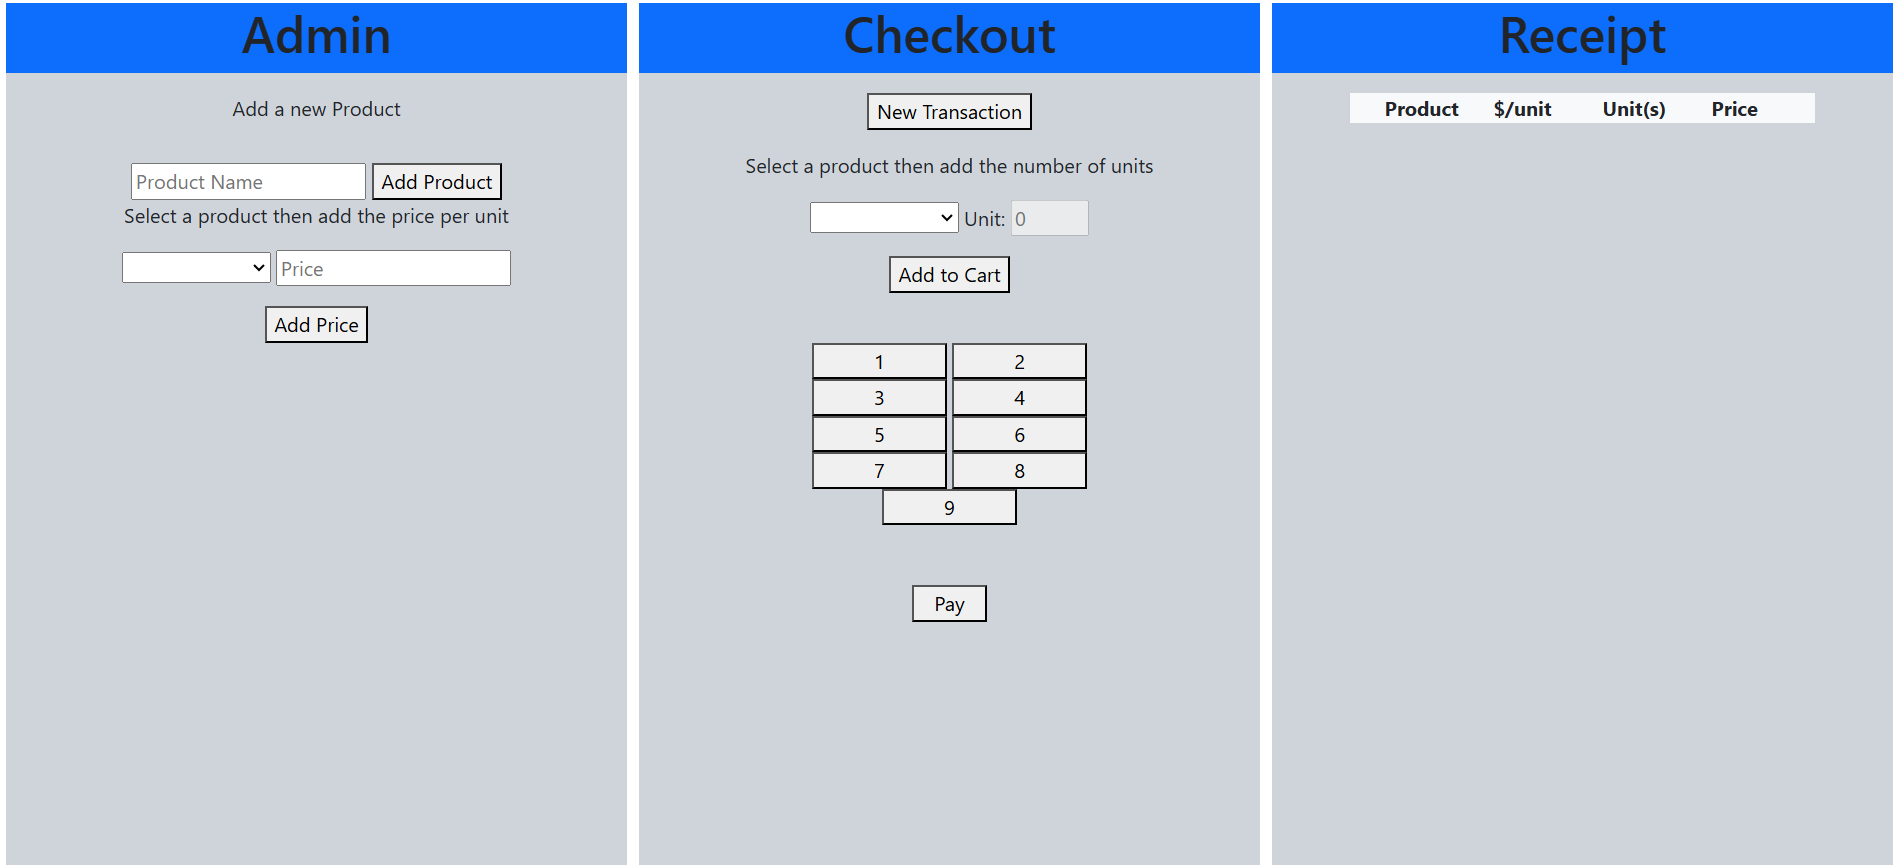 Admin
Add a new Product
Product Name Add Product
Select a product then add the price per unit
Price
Add Price
Checkout
New Transaction
Select a product then add the number of units
Unit: 0
Add to Cart
1 2
3 4
5 6
7 8
9
Pay
Receipt
Product $/unit Unit(s) Price